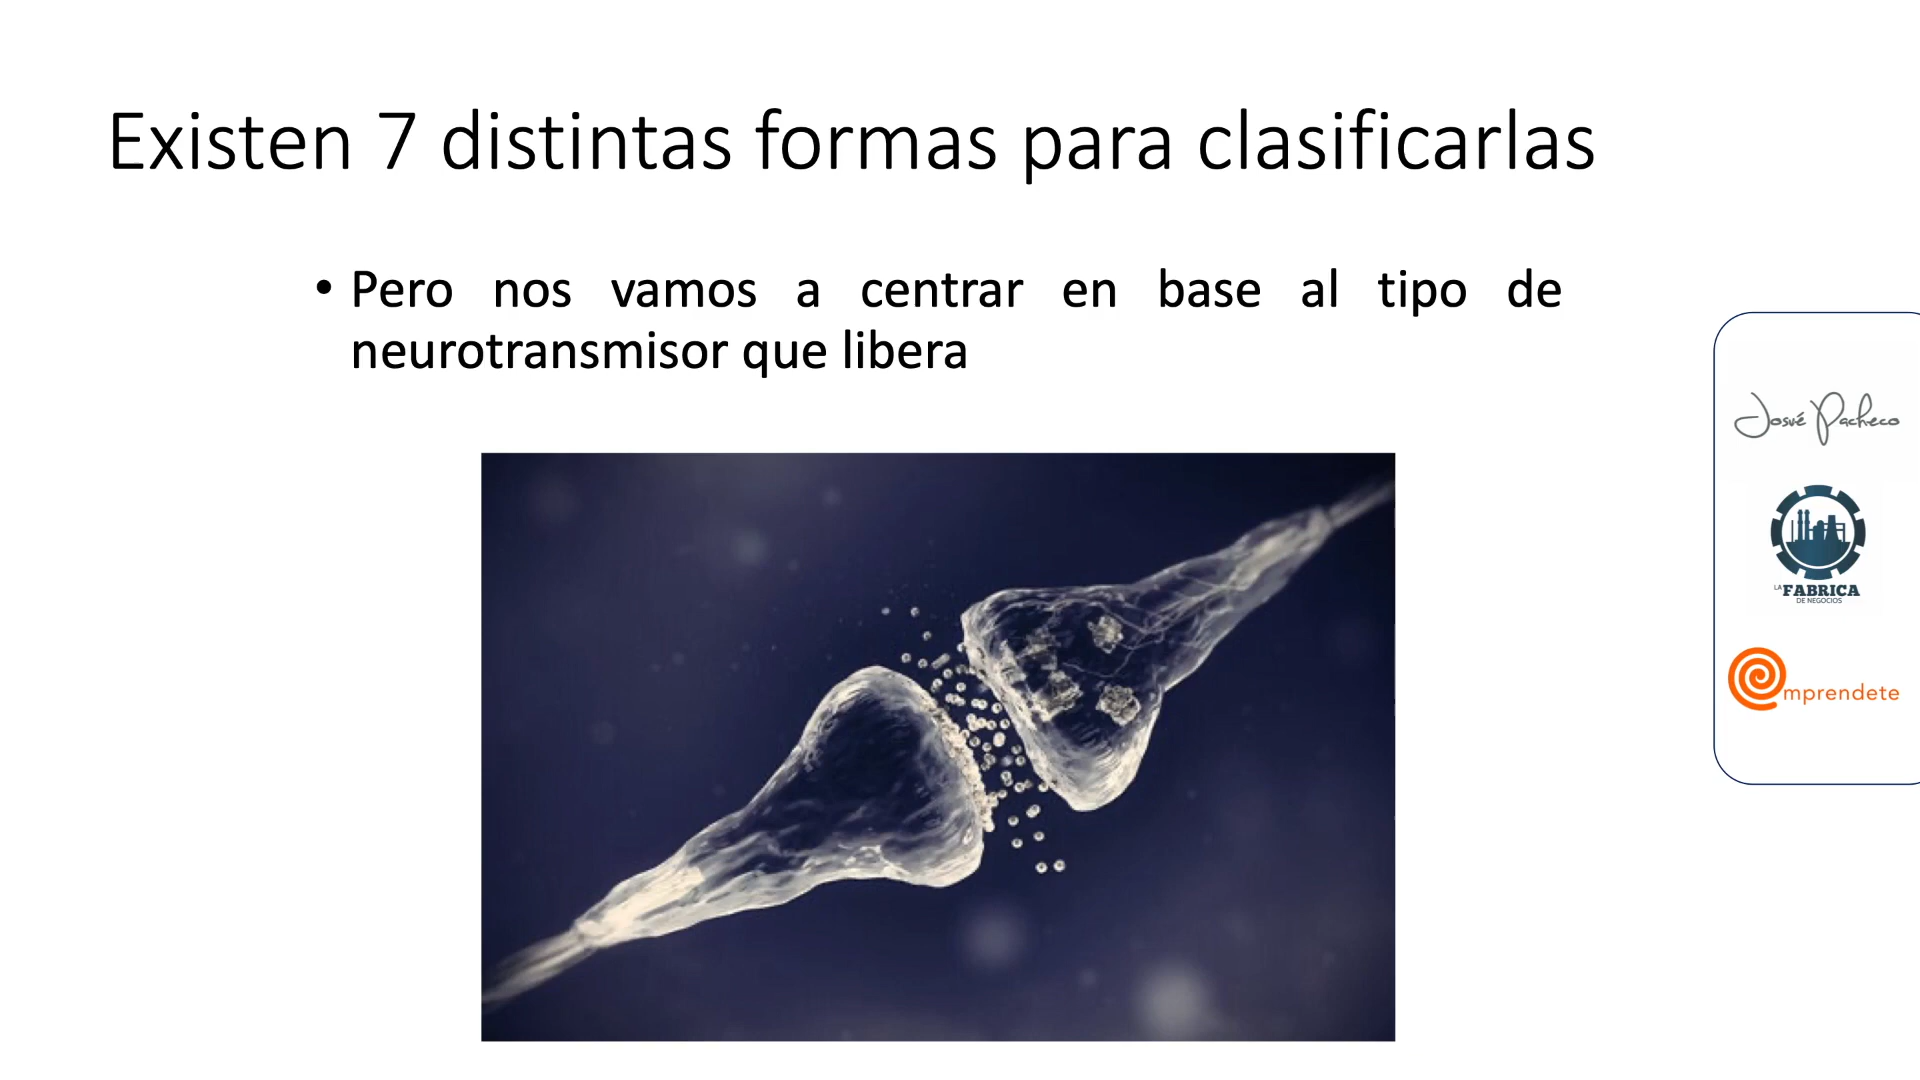 Existen 7 distintas formas para clasificarlas
• Pero nos vamos a centrar en base al tipo de
neurotransmisor que libera
Josué Pacheco
LA FABRICA
DE NEGOCIOS
emprendete